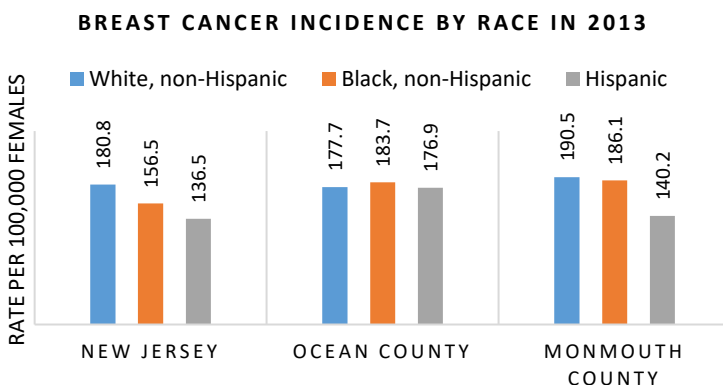 BREAST CANCER INCIDENCE BY RACE IN 2013
White, non-Hispanic Black, non-Hispanic Hispanic
RATE PER 100,000 FEMALES
180.8 156.5 136.5 177.7 183.7 176.9 190.5 186.1 140.2
NEW JERSEY OCEAN COUNTY MONMOUTH
COUNTY